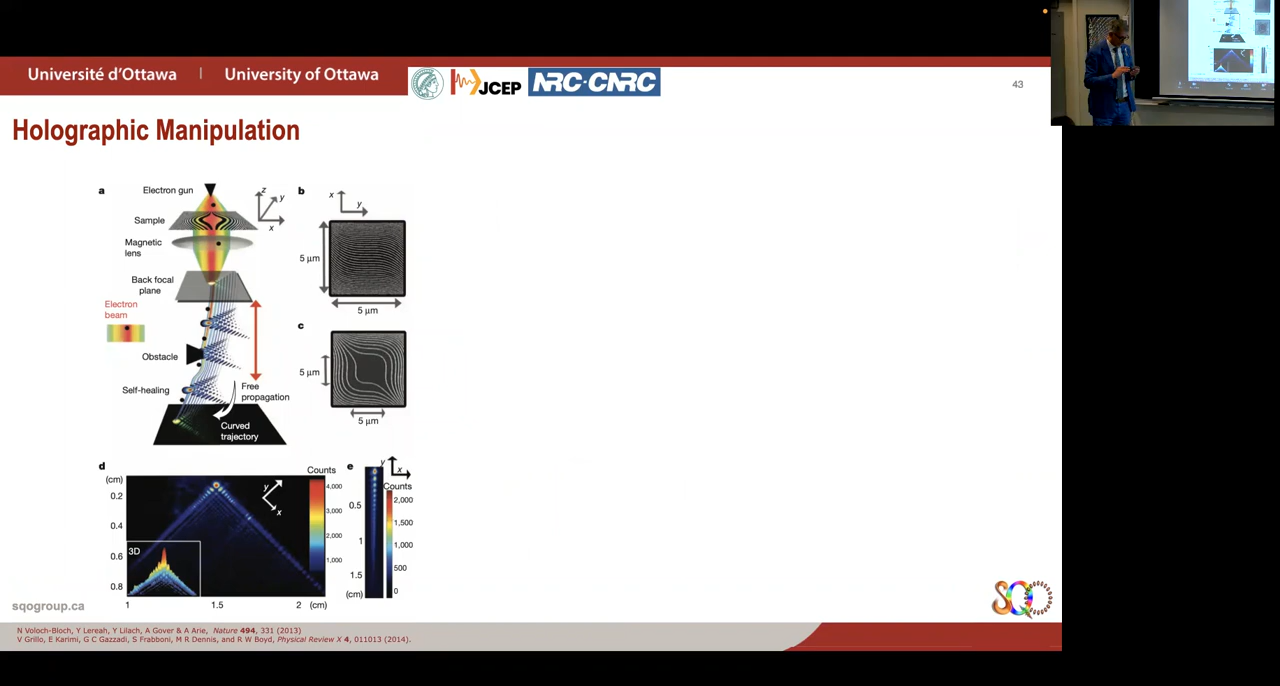 Université d'Ottawa | University of Ottawa
JCEP
NRC·CNRC
43
Holographic Manipulation
a
Electron gun
z
y
x
Sample
Magnetic
lens
Back focal
plane
Electron
beam
Obstacle
Self-healing
Free
propagation
Curved
trajectory
b
x
y
5 μm
5 μm
c
5 μm
5 μm
d
(cm)
0.2
0.4
0.6
0.8
1
1.5
2
(cm)
3D
y
x
Counts
4,000
3,000
2,000
1,000
e
y
x
Counts
0.5
1
1.5
(cm)
2,000
1,500
1,000
500
0
sqogroup.ca
SQ
N Voloch-Bloch, Y Lereah, Y Lilach, A Gover & A Arie, Nature 494, 331 (2013)
V Grillo, E Karimi, G C Gazzadi, S Frabboni, M R Dennis, and R W Boyd, Physical Review X 4, 011013 (2014).